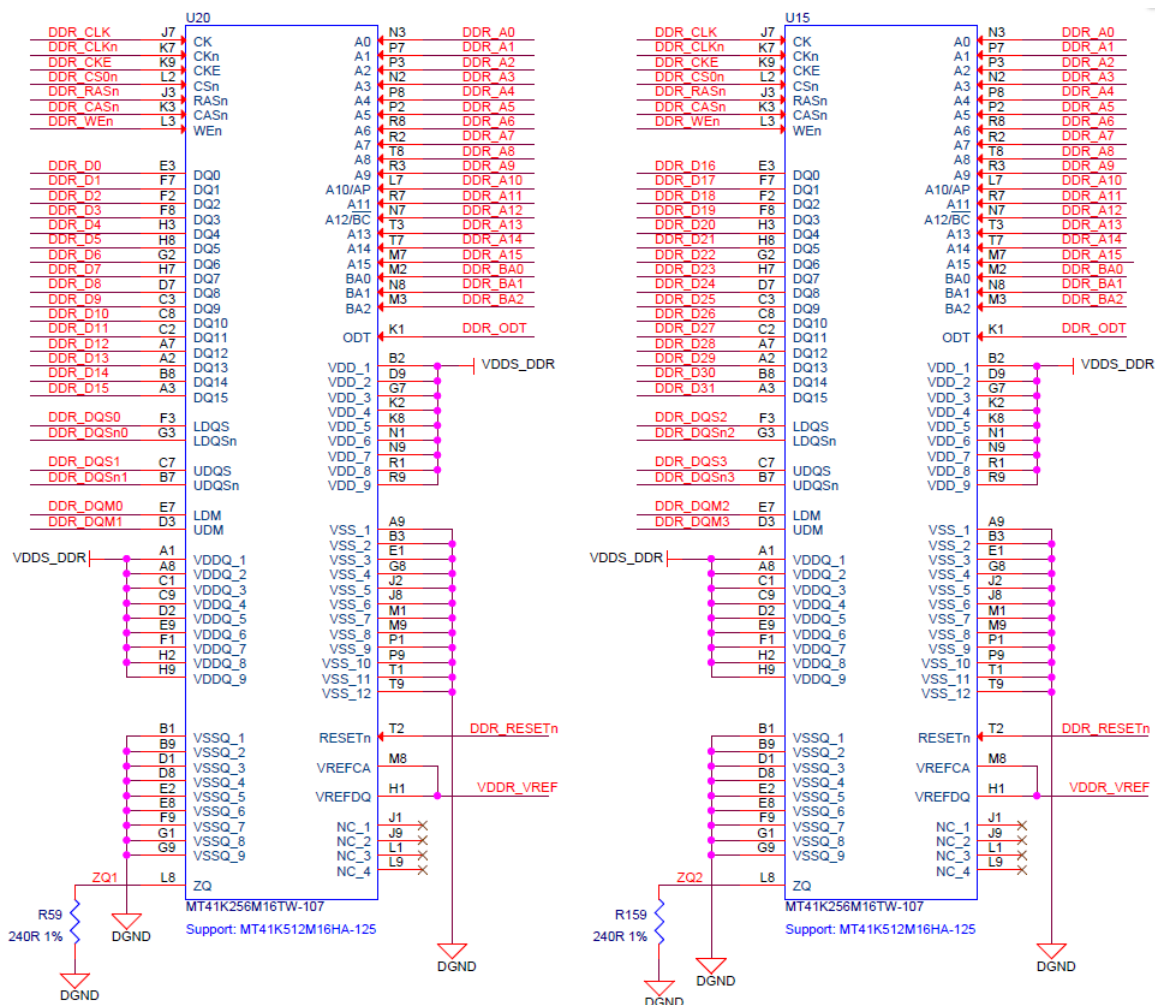 U20
DDR_CLK J7 CK
DDR_CLKn K7 CKn
DDR_CKE K9 CKE
DDR_CS0n L2 CSn
DDR_RASn J3 RASn
DDR_CASn K3 CASn
DDR_WEn L3 WEn
DDR_D0 E3 DQ0
DDR_D1 F7 DQ1
DDR_D2 F2 DQ2
DDR_D3 F8 DQ3
DDR_D4 H3 DQ4
DDR_D5 H8 DQ5
DDR_D6 G2 DQ6
DDR_D7 H7 DQ7
DDR_D8 D7 DQ8
DDR_D9 C3 DQ9
DDR_D10 C8 DQ10
DDR_D11 C2 DQ11
DDR_D12 A7 DQ12
DDR_D13 A2 DQ13
DDR_D14 B8 DQ14
DDR_D15 A3 DQ15
DDR_DQS0 F3 LDQS
DDR_DQSn0 G3 LDQSn
DDR_DQS1 C7 UDQS
DDR_DQSn1 B7 UDQSn
DDR_DQM0 E7 LDM
DDR_DQM1 D3 UDM
VDDS_DDR A1 VDDQ_1
A8 VDDQ_2
C1 VDDQ_3
C9 VDDQ_4
D2 VDDQ_5
E9 VDDQ_6
F1 VDDQ_7
H2 VDDQ_8
H9 VDDQ_9
B1 VSSQ_1
B9 VSSQ_2
D1 VSSQ_3
D8 VSSQ_4
E2 VSSQ_5
E8 VSSQ_6
F9 VSSQ_7
G1 VSSQ_8
G9 VSSQ_9
ZQ1 L8 ZQ
R59
240R 1%
DGND
DGND
A0 N3 DDR_A0
A1 P7 DDR_A1
A2 P3 DDR_A2
A3 N2 DDR_A3
A4 P8 DDR_A4
A5 P2 DDR_A5
A6 R8 DDR_A6
A7 R2 DDR_A7
A8 T8 DDR_A8
A9 R3 DDR_A9
A10/AP L7 DDR_A10
A11 R7 DDR_A11
A12/BC N7 DDR_A12
A13 T3 DDR_A13
A14 T7 DDR_A14
A15 M7 DDR_A15
BA0 M2 DDR_BA0
BA1 N8 DDR_BA1
BA2 M3 DDR_BA2
ODT K1 DDR_ODT
VDD_1 B2 VDDS_DDR
VDD_2 D9
VDD_3 G7
VDD_4 K2
VDD_5 K8
VDD_6 N1
VDD_7 N9
VDD_8 R1
VDD_9 R9
VSS_1 A9
VSS_2 B3
VSS_3 E1
VSS_4 G8
VSS_5 J2
VSS_6 J8
VSS_7 M1
VSS_8 M9
VSS_9 P1
VSS_10 P9
VSS_11 T1
VSS_12 T9
RESETn T2 DDR_RESETn
VREFCA M8
VREFDQ H1 VDDR_VREF
NC_1 J1
NC_2 J9
NC_3 L1
NC_4 L9
MT41K256M16TW-107
Support: MT41K512M16HA-125
DGND
U15
DDR_CLK J7 CK
DDR_CLKn K7 CKn
DDR_CKE K9 CKE
DDR_CS0n L2 CSn
DDR_RASn J3 RASn
DDR_CASn K3 CASn
DDR_WEn L3 WEn
DDR_D16 E3 DQ0
DDR_D17 F7 DQ1
DDR_D18 F2 DQ2
DDR_D19 F8 DQ3
DDR_D20 H3 DQ4
DDR_D21 H8 DQ5
DDR_D22 G2 DQ6
DDR_D23 H7 DQ7
DDR_D24 D7 DQ8
DDR_D25 C3 DQ9
DDR_D26 C8 DQ10
DDR_D27 C2 DQ11
DDR_D28 A7 DQ12
DDR_D29 A2 DQ13
DDR_D30 B8 DQ14
DDR_D31 A3 DQ15
DDR_DQS2 F3 LDQS
DDR_DQSn2 G3 LDQSn
DDR_DQS3 C7 UDQS
DDR_DQSn3 B7 UDQSn
DDR_DQM2 E7 LDM
DDR_DQM3 D3 UDM
VDDS_DDR A1 VDDQ_1
A8 VDDQ_2
C1 VDDQ_3
C9 VDDQ_4
D2 VDDQ_5
E9 VDDQ_6
F1 VDDQ_7
H2 VDDQ_8
H9 VDDQ_9
B1 VSSQ_1
B9 VSSQ_2
D1 VSSQ_3
D8 VSSQ_4
E2 VSSQ_5
E8 VSSQ_6
F9 VSSQ_7
G1 VSSQ_8
G9 VSSQ_9
ZQ2 L8 ZQ
R159
240R 1%
DGND
DGND
A0 N3 DDR_A0
A1 P7 DDR_A1
A2 P3 DDR_A2
A3 N2 DDR_A3
A4 P8 DDR_A4
A5 P2 DDR_A5
A6 R8 DDR_A6
A7 R2 DDR_A7
A8 T8 DDR_A8
A9 R3 DDR_A9
A10/AP L7 DDR_A10
A11 R7 DDR_A11
A12/BC N7 DDR_A12
A13 T3 DDR_A13
A14 T7 DDR_A14
A15 M7 DDR_A15
BA0 M2 DDR_BA0
BA1 N8 DDR_BA1
BA2 M3 DDR_BA2
ODT K1 DDR_ODT
VDD_1 B2 VDDS_DDR
VDD_2 D9
VDD_3 G7
VDD_4 K2
VDD_5 K8
VDD_6 N1
VDD_7 N9
VDD_8 R1
VDD_9 R9
VSS_1 A9
VSS_2 B3
VSS_3 E1
VSS_4 G8
VSS_5 J2
VSS_6 J8
VSS_7 M1
VSS_8 M9
VSS_9 P1
VSS_10 P9
VSS_11 T1
VSS_12 T9
RESETn T2 DDR_RESETn
VREFCA M8
VREFDQ H1 VDDR_VREF
NC_1 J1
NC_2 J9
NC_3 L1
NC_4 L9
MT41K256M16TW-107
Support: MT41K512M16HA-125
DGND